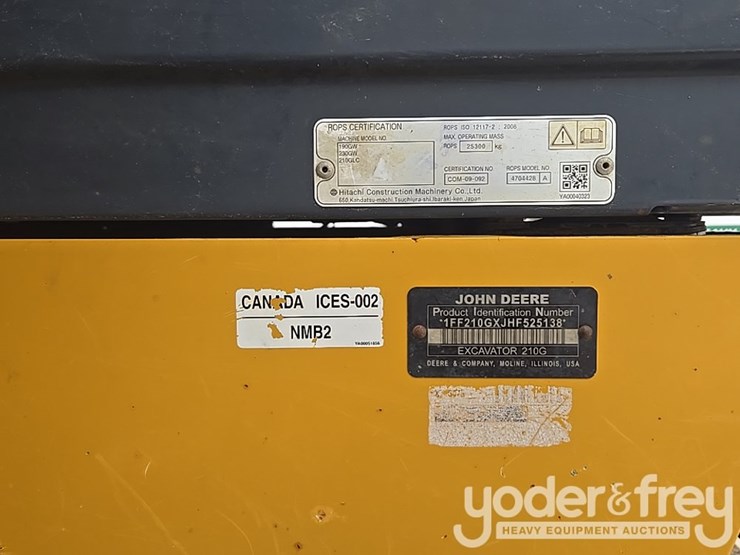 ROPS CERTIFICATION
MACHINE MODEL NO.
190GW
230GW
210GLC
ROPS ISO 12117-2 : 2008
MAX. OPERATING MASS
ROPS 25300 kg
CERTIFICATION NO.
COM-09-092
ROPS MODEL NO.
4704428 A
Hitachi Construction Machinery Co., Ltd.
650 Kandatsu-machi, Tsuchiura-shi, Ibaraki-ken, Japan
YA00040323
CANADA ICES-002
NMB2
JOHN DEERE
Product Identification Number
*1FF210GXJHF525138*
EXCAVATOR 210G
DEERE & COMPANY, MOLINE, ILLINOIS, USA
yoder&frey
HEAVY EQUIPMENT AUCTIONS